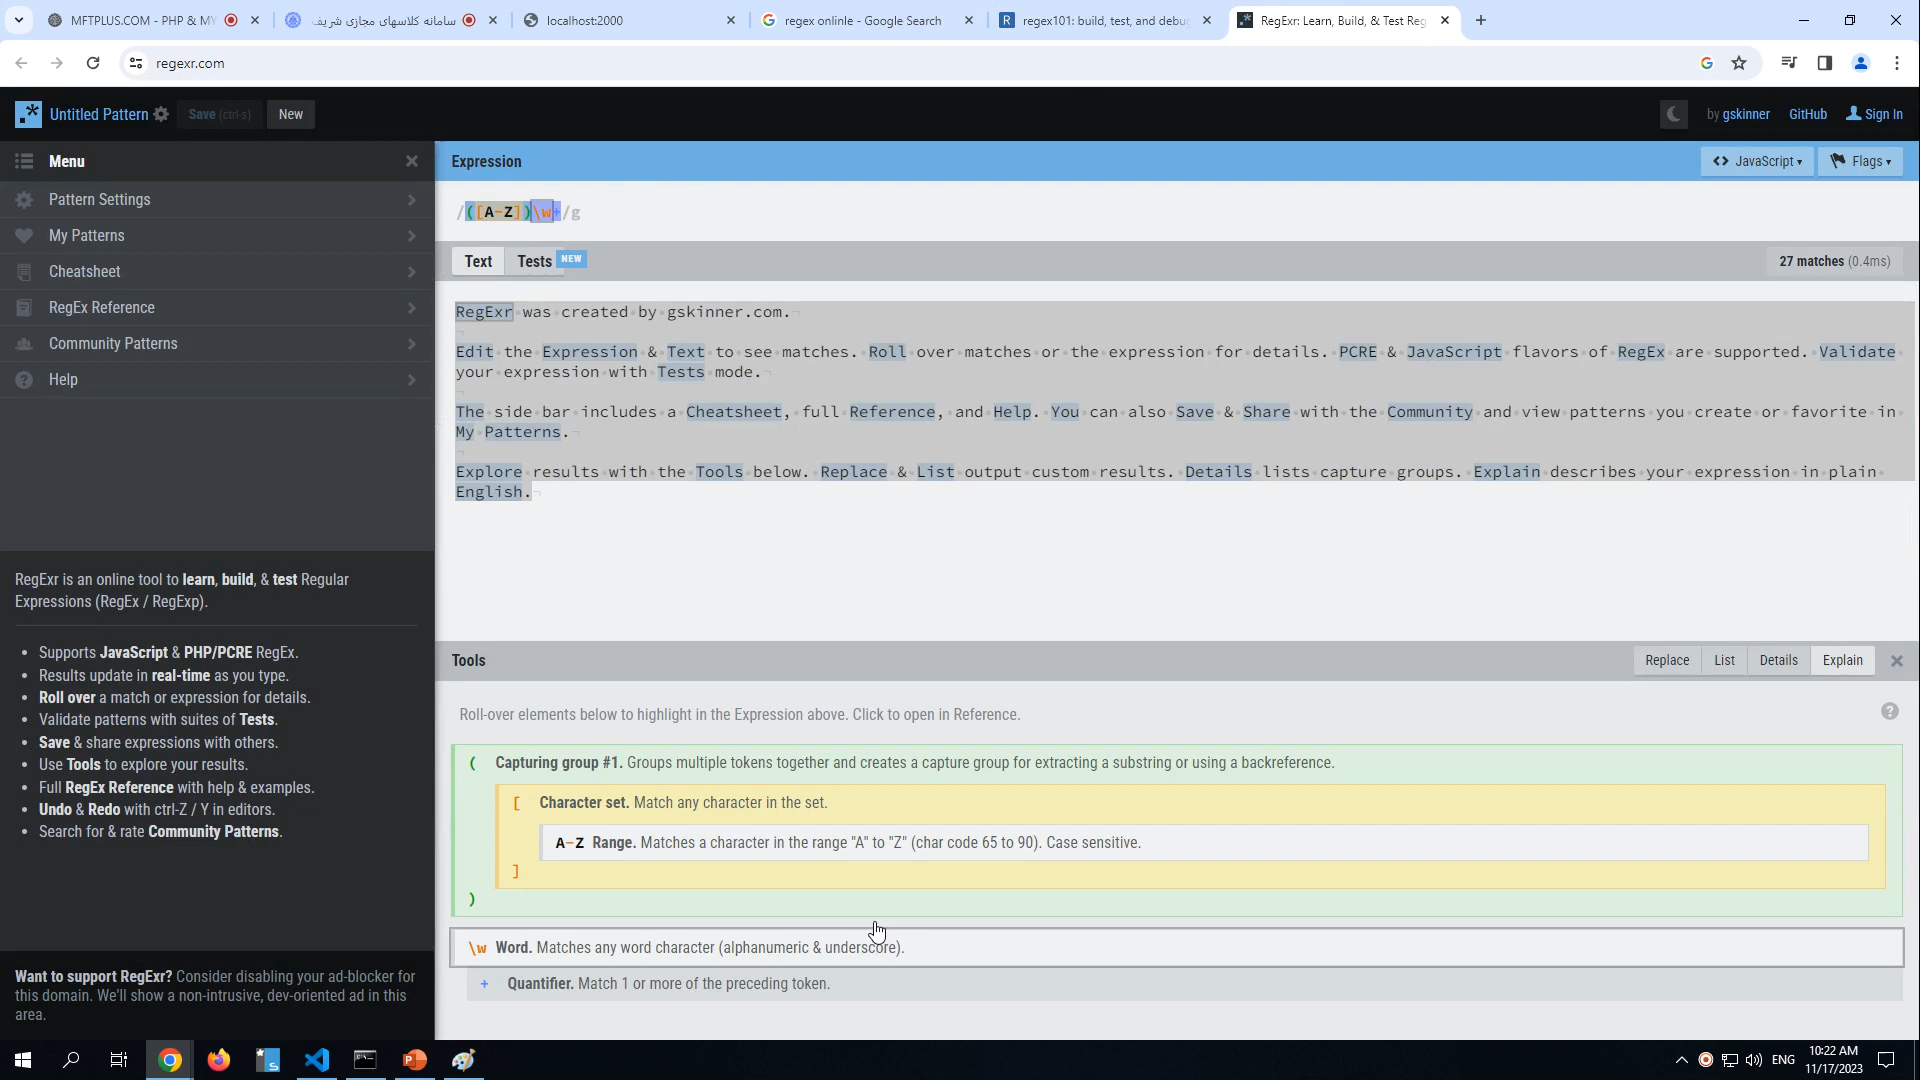 MFTPLUS.COM - PHP & MY
سامانه کلاسهای مجازی شریف
localhost:2000
regex onlinle - Google Search
regex101: build, test, and debug
RegExr: Learn, Build, & Test Reg
regexr.com
Untitled Pattern
Save (ctrl-s)
New
by gskinner
GitHub
Sign In
Menu
Expression
JavaScript
Flags
Pattern Settings
/([A-Z])\w+/g
My Patterns
Text
Tests NEW
27 matches (0.4ms)
Cheatsheet
RegEx Reference
Community Patterns
Help
RegExr was created by gskinner.com.
Edit the Expression & Text to see matches. Roll over matches or the expression for details. PCRE & JavaScript flavors of RegEx are supported. Validate
your expression with Tests mode.
The side bar includes a Cheatsheet, full Reference, and Help. You can also Save & Share with the Community and view patterns you create or favorite in
My Patterns.
Explore results with the Tools below. Replace & List output custom results. Details lists capture groups. Explain describes your expression in plain
English.
RegExr is an online tool to learn, build, & test Regular
Expressions (RegEx / RegExp).
Supports JavaScript & PHP/PCRE RegEx.
Results update in real-time as you type.
Roll over a match or expression for details.
Validate patterns with suites of Tests.
Save & share expressions with others.
Use Tools to explore your results.
Full RegEx Reference with help & examples.
Undo & Redo with ctrl-Z / Y in editors.
Search for & rate Community Patterns.
Want to support RegExr? Consider disabling your ad-blocker for
this domain. We'll show a non-intrusive, dev-oriented ad in this
area.
Tools
Replace
List
Details
Explain
Roll-over elements below to highlight in the Expression above. Click to open in Reference.
( Capturing group #1. Groups multiple tokens together and creates a capture group for extracting a substring or using a backreference.
[ Character set. Match any character in the set.
A-Z Range. Matches a character in the range "A" to "Z" (char code 65 to 90). Case sensitive.
]
)
\w Word. Matches any word character (alphanumeric & underscore).
+ Quantifier. Match 1 or more of the preceding token.
ENG
10:22 AM
11/17/2023